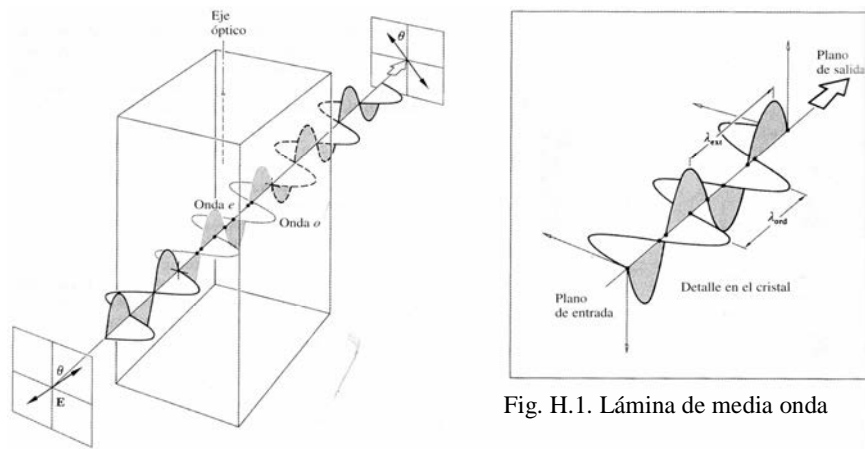 Eje
óptico
θ
Onda e
Onda o
θ
E
Plano
de salida
λest
λord
Plano
de entrada
Detalle en el cristal
Fig. H.1. Lámina de media onda